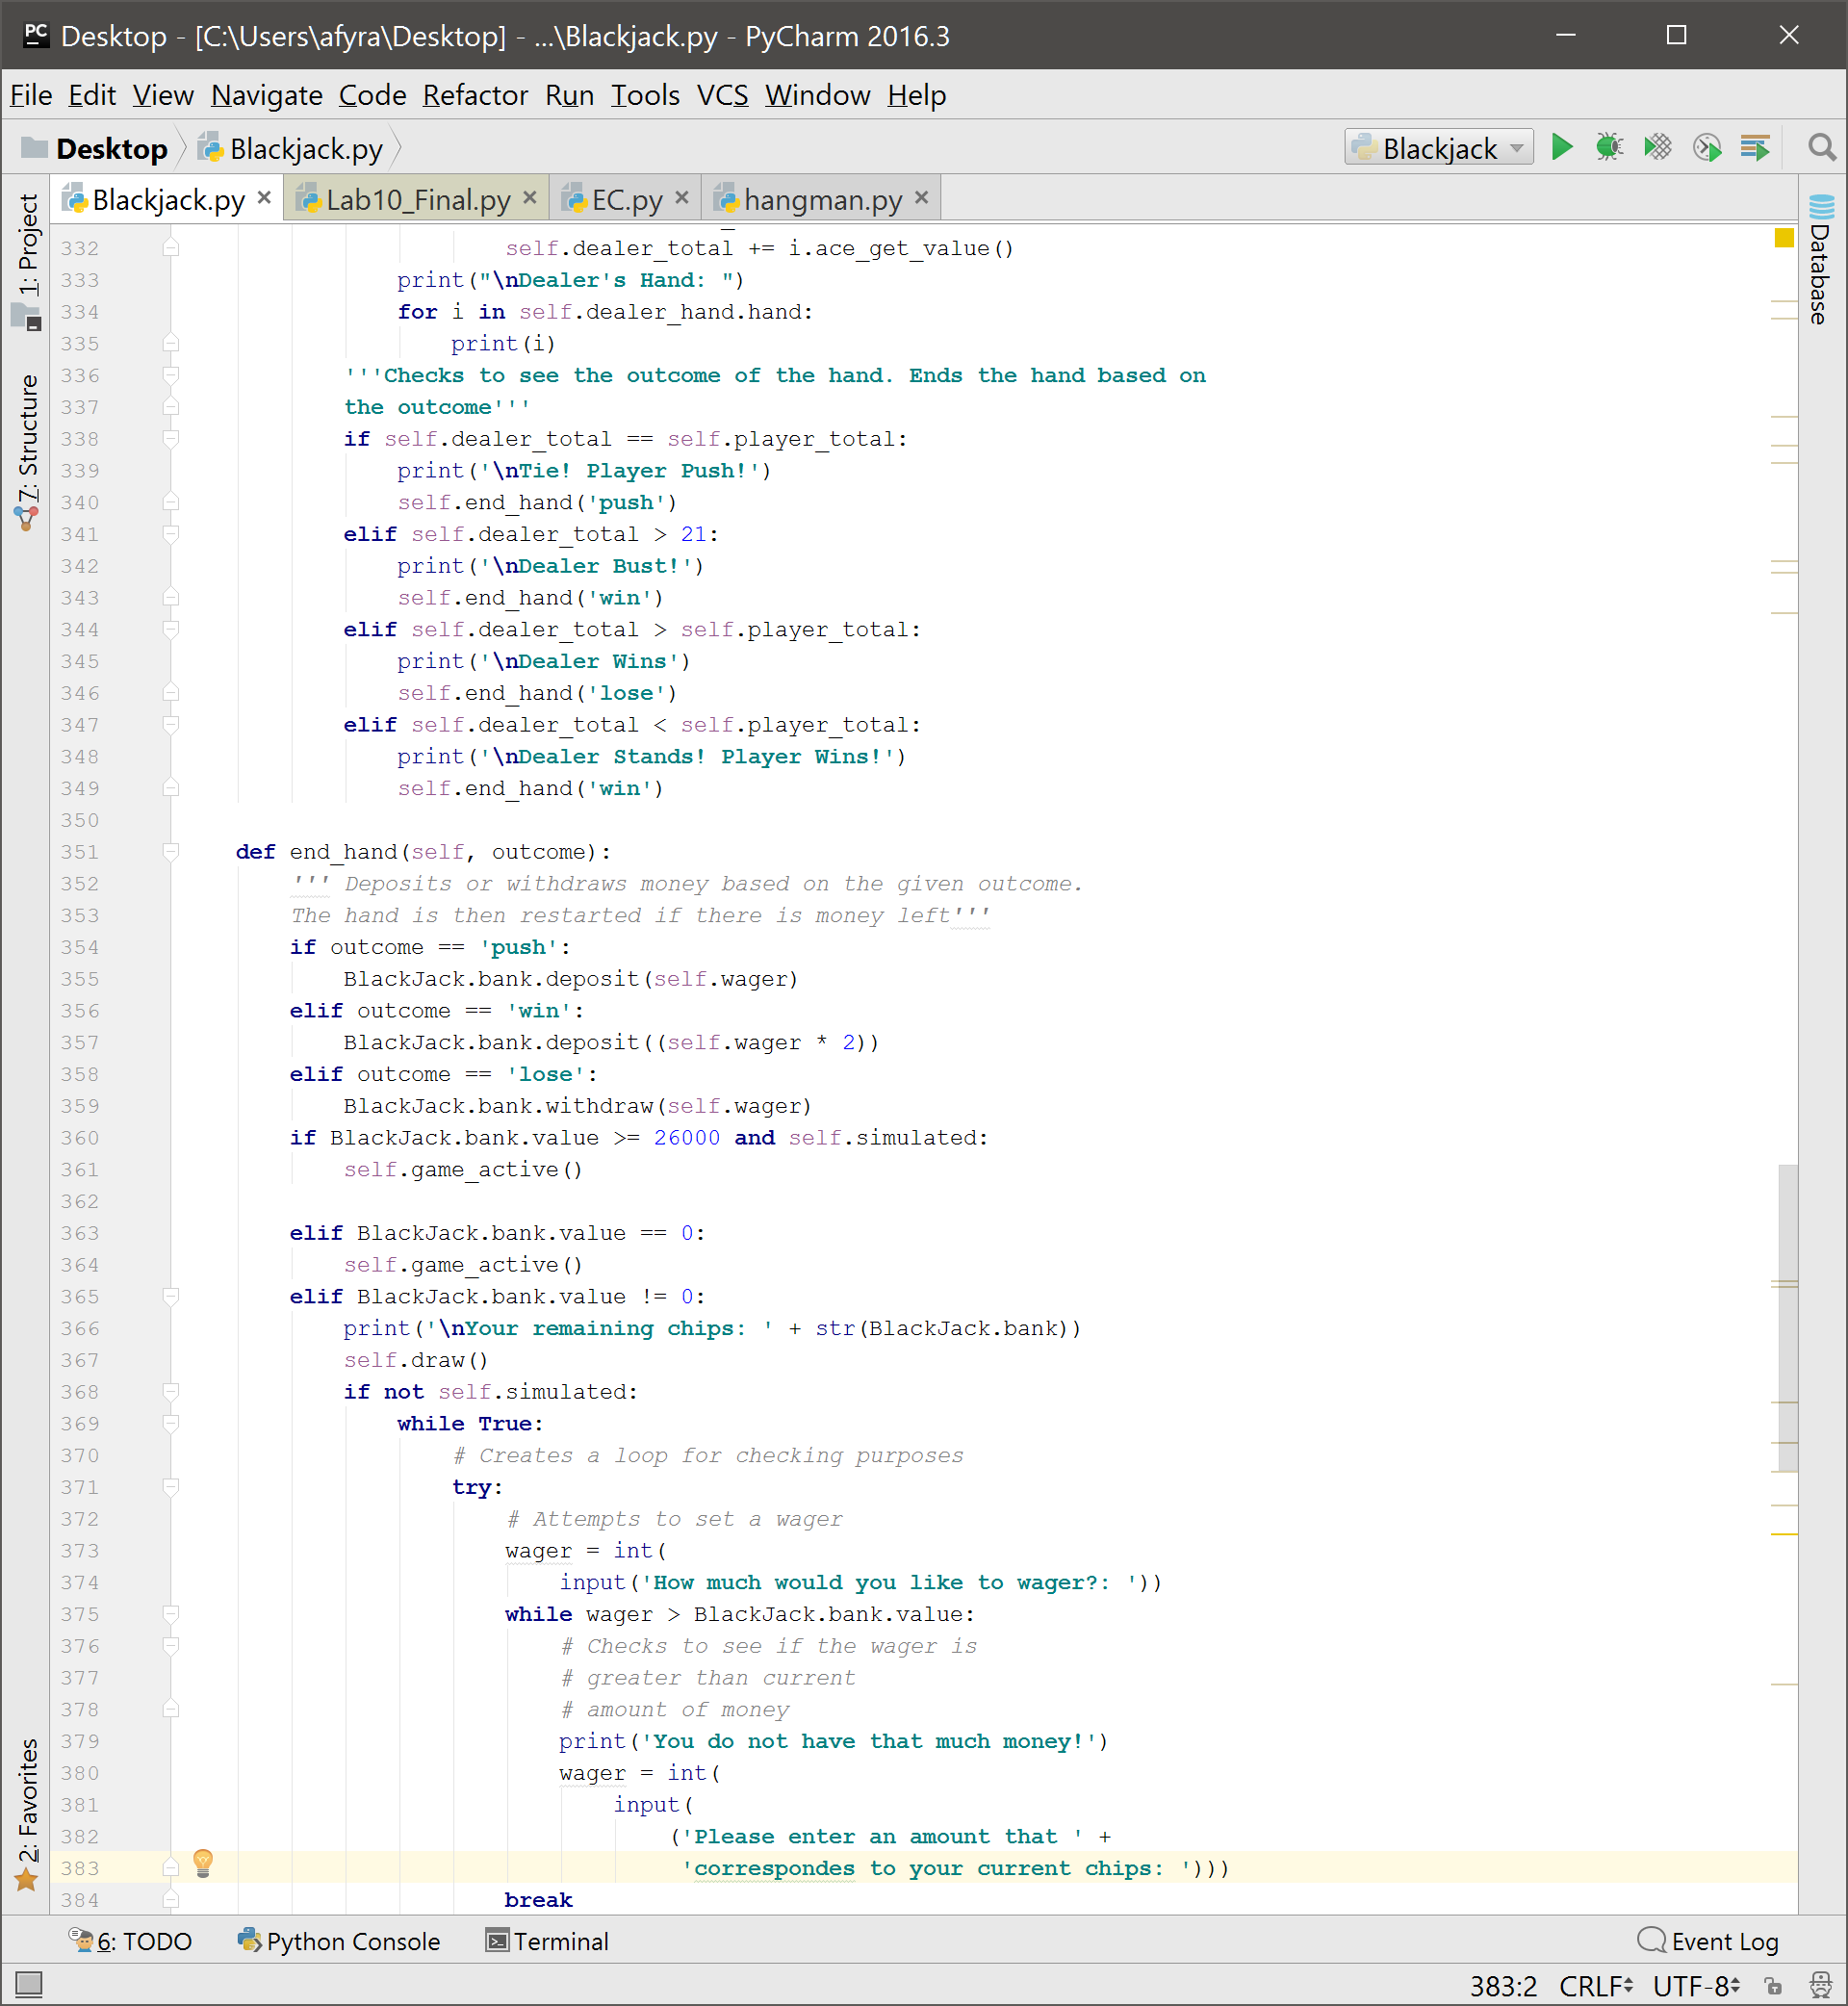 Desktop - [C:\Users\afyra\Desktop] - ...\Blackjack.py - PyCharm 2016.3
File Edit View Navigate Code Refactor Run Tools VCS Window Help
Desktop Blackjack.py Blackjack
Blackjack.py Lab10_Final.py EC.py hangman.py
1: Project
7: Structure
2: Favorites
Database
332 self.dealer_total += i.ace_get_value()
333 print("\nDealer's Hand: ")
334 for i in self.dealer_hand.hand:
335 print(i)
336 '''Checks to see the outcome of the hand. Ends the hand based on
337 the outcome'''
338 if self.dealer_total == self.player_total:
339 print('\nTie! Player Push!')
340 self.end_hand('push')
341 elif self.dealer_total > 21:
342 print('\nDealer Bust!')
343 self.end_hand('win')
344 elif self.dealer_total > self.player_total:
345 print('\nDealer Wins')
346 self.end_hand('lose')
347 elif self.dealer_total < self.player_total:
348 print('\nDealer Stands! Player Wins!')
349 self.end_hand('win')
350
351 def end_hand(self, outcome):
352 ''' Deposits or withdraws money based on the given outcome.
353 The hand is then restarted if there is money left'''
354 if outcome == 'push':
355 BlackJack.bank.deposit(self.wager)
356 elif outcome == 'win':
357 BlackJack.bank.deposit((self.wager * 2))
358 elif outcome == 'lose':
359 BlackJack.bank.withdraw(self.wager)
360 if BlackJack.bank.value >= 26000 and self.simulated:
361 self.game_active()
362
363 elif BlackJack.bank.value == 0:
364 self.game_active()
365 elif BlackJack.bank.value != 0:
366 print('\nYour remaining chips: ' + str(BlackJack.bank))
367 self.draw()
368 if not self.simulated:
369 while True:
370 # Creates a loop for checking purposes
371 try:
372 # Attempts to set a wager
373 wager = int(
374 input('How much would you like to wager?: '))
375 while wager > BlackJack.bank.value:
376 # Checks to see if the wager is
377 # greater than current
378 # amount of money
379 print('You do not have that much money!')
380 wager = int(
381 input(
382 ('Please enter an amount that ' +
383 'correspondes to your current chips: ')))
384 break
6: TODO Python Console Terminal Event Log
383:2 CRLF UTF-8